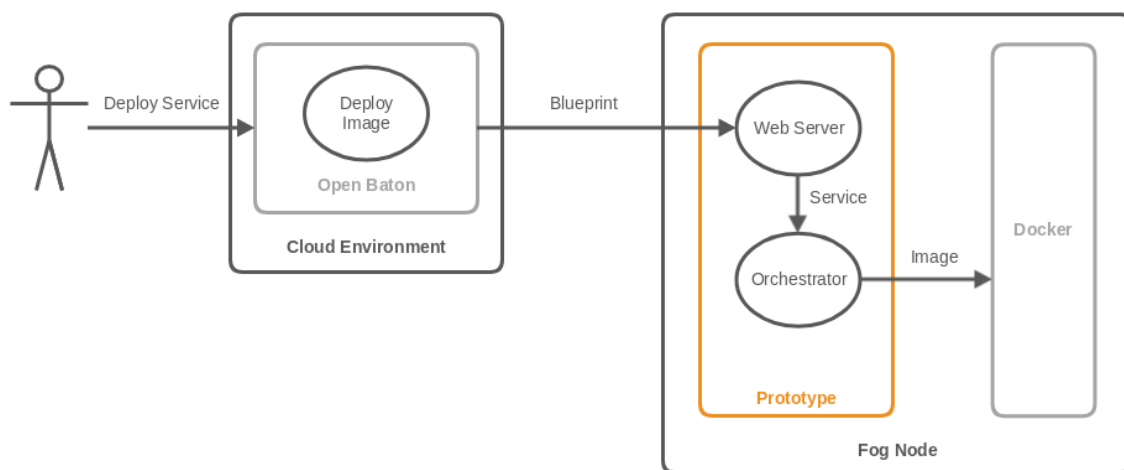 Deploy Service
Deploy
Image
Open Baton
Cloud Environment
Blueprint
Web Server
Service
Orchestrator
Prototype
Image
Docker
Fog Node